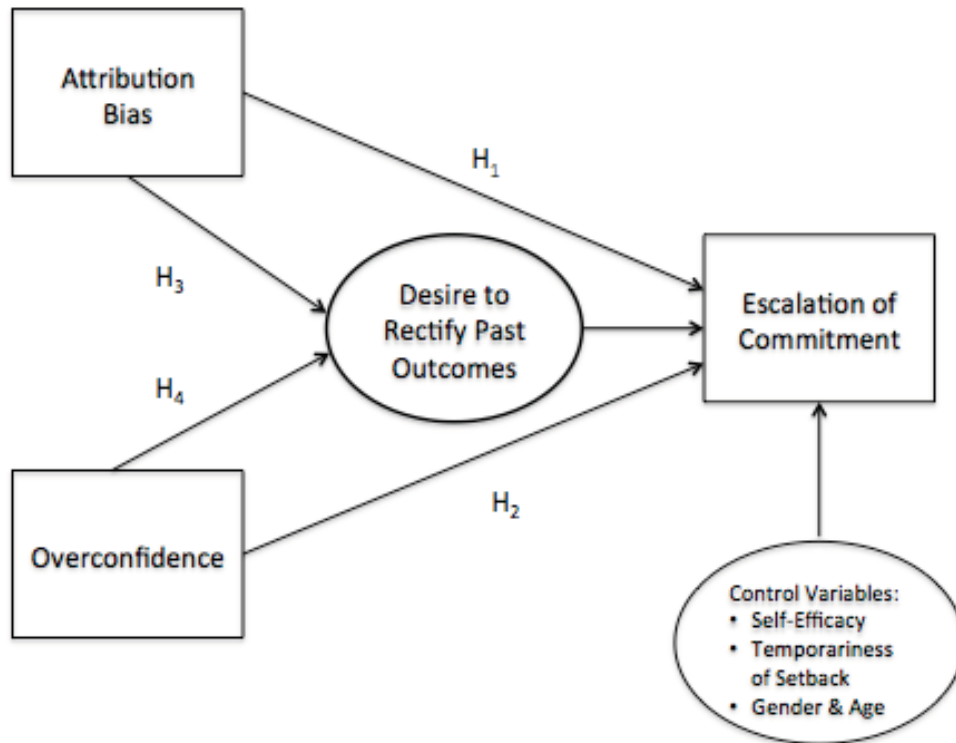 Attribution
Bias
H₁
H₃
Desire to
Rectify Past
Outcomes
Escalation of
Commitment
H₄
H₂
Overconfidence
Control Variables:
• Self-Efficacy
• Temporariness
of Setback
• Gender & Age